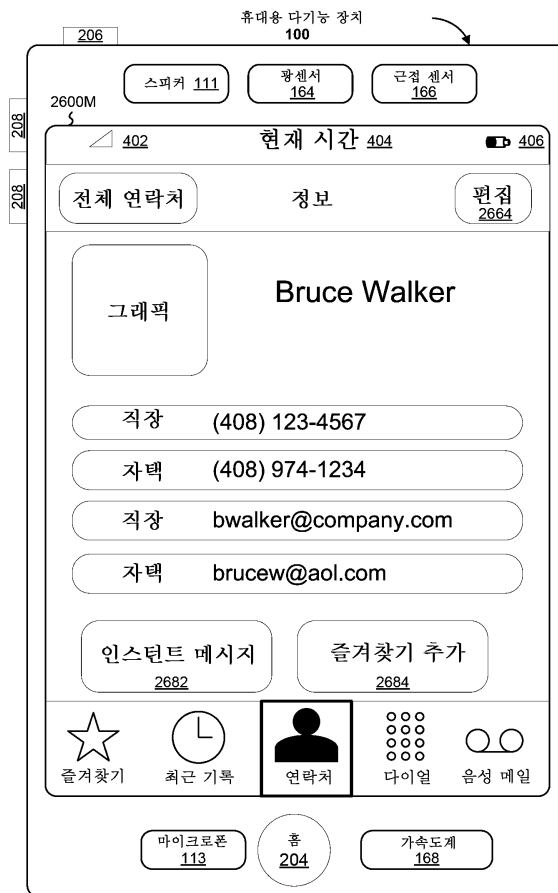 휴대용 다기능 장치
100
206
스피커 111
광센서
164
근접 센서
166
2600M
208
208
402
현재 시간 404
406
전체 연락처
정보
편집
2664
그래픽
Bruce Walker
직장 (408) 123-4567
자택 (408) 974-1234
직장 bwalker@company.com
자택 brucew@aol.com
인스턴트 메시지
2682
즐겨찾기 추가
2684
즐겨찾기
최근 기록
연락처
다이얼
음성 메일
마이크로폰
113
홈
204
가속도계
168